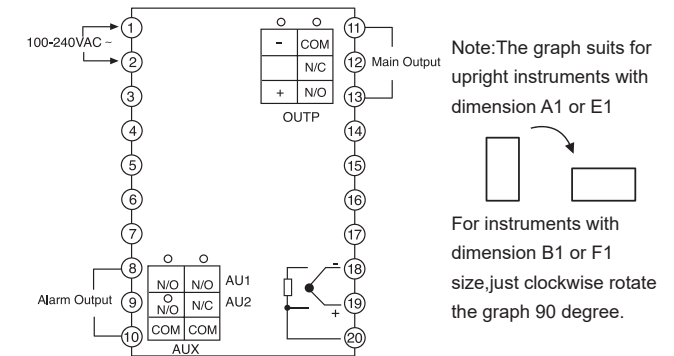 100-240VAC ~
1
2
3
4
5
6
7
8
9
10
Alarm Output
N/O N/O AU1
N/O N/C AU2
COM COM
AUX
- COM
N/C
+ N/O
OUTP
11
12
13
14
15
16
17
18
19
20
Main Output
-
+
Note:The graph suits for
upright instruments with
dimension A1 or E1
For instruments with
dimension B1 or F1
size,just clockwise rotate
the graph 90 degree.